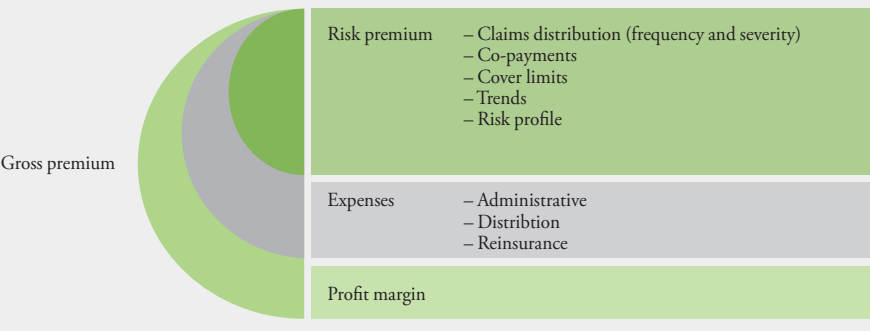 Gross premium
Risk premium – Claims distribution (frequency and severity)
– Co-payments
– Cover limits
– Trends
– Risk profile
Expenses – Administrative
– Distribtion
– Reinsurance
Profit margin